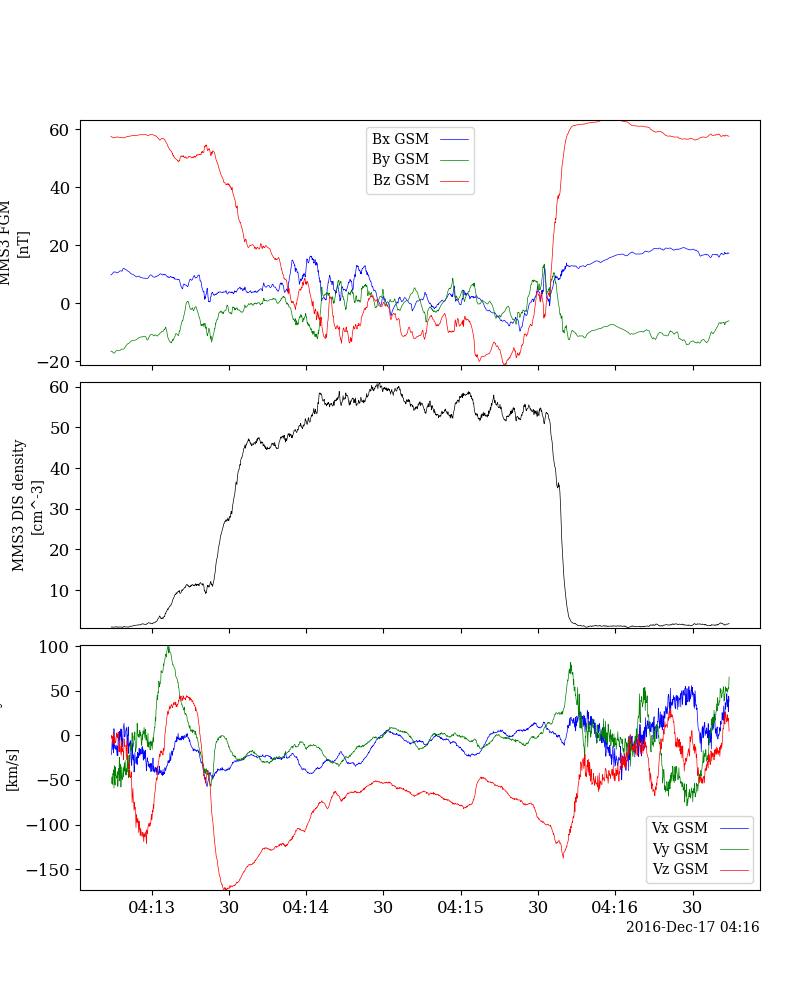 60
40
20
0
−20
MMS3 FGM
[nT]
Bx GSM
By GSM
Bz GSM
60
50
40
30
20
10
MMS3 DIS density
[cm^-3]
100
50
0
−50
−100
−150
[km/s]
Vx GSM
Vy GSM
Vz GSM
04:13 30 04:14 30 04:15 30 04:16 30
2016-Dec-17 04:16